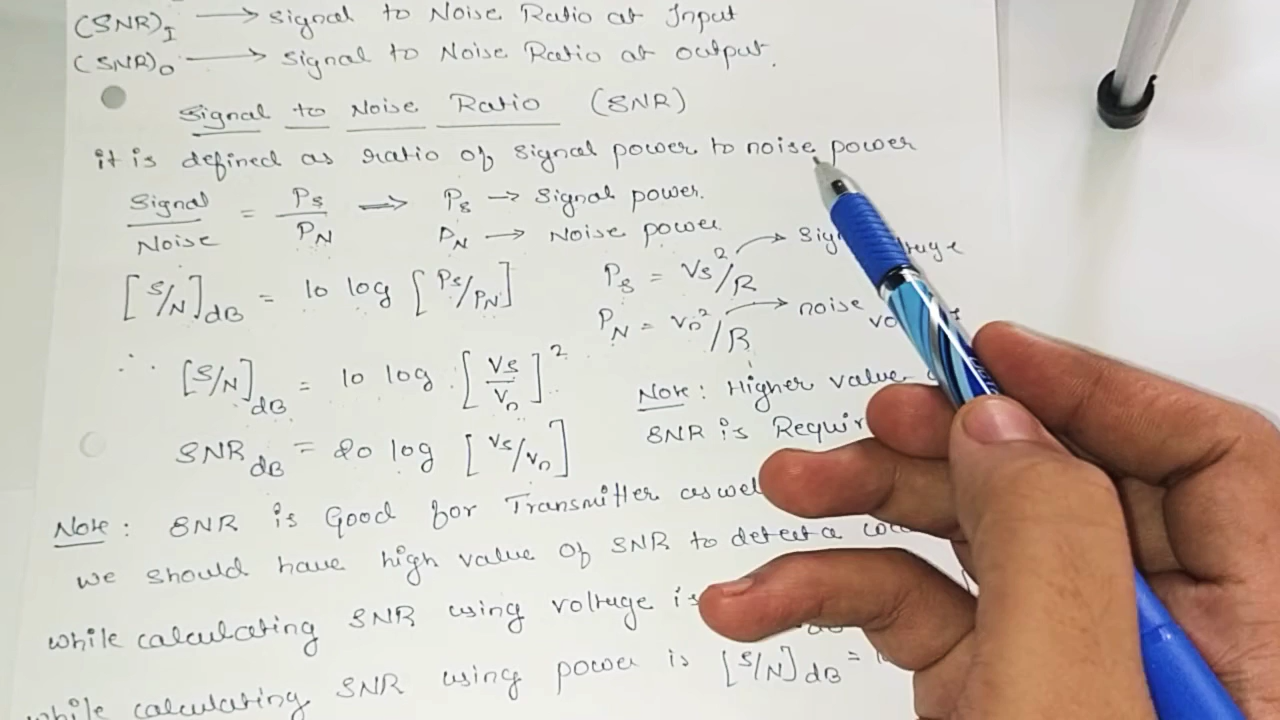 (SNR)I → Signal to Noise Ratio at Input
(SNR)O → Signal to Noise Ratio at output.
Signal to Noise Ratio (SNR)
it is defined as ratio of signal power to noise power
Signal/Noise = PS/PN ⇒ PS → Signal power.
PN → Noise power
[S/N]dB = 10 log [PS/PN]
PS = VS²/R →
PN = Vn²/R → noise
∴ [S/N]dB = 10 log [VS/Vn]²
Note: Higher value
SNR is
SNRdB = 20 log [VS/Vn]
Note: SNR is Good for Transmitter as
we should have high value of SNR to detect a
while calculating SNR using voltage is
while calculating SNR using power is [S/N]dB =